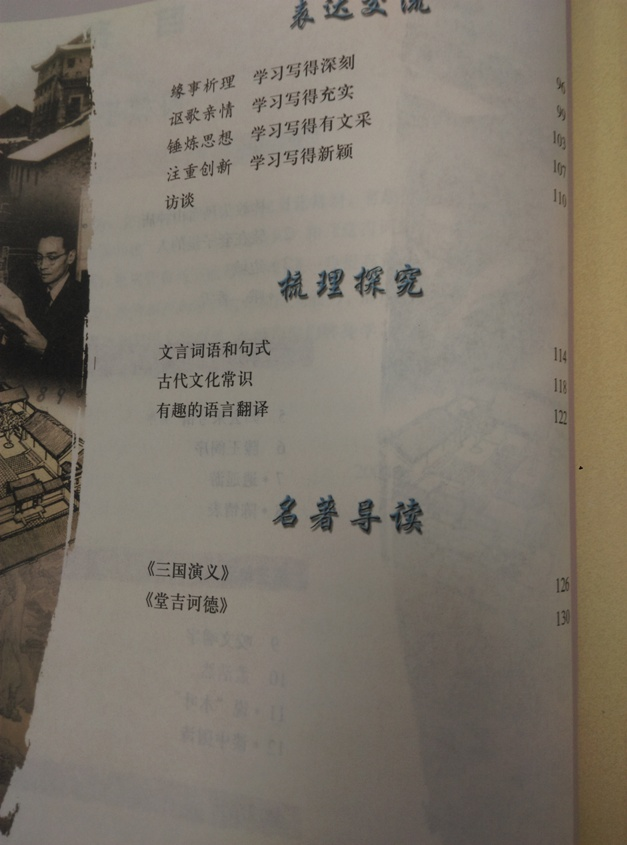 表达交流
缘事析理 学习写得深刻 96
讴歌亲情 学习写得充实 99
锤炼思想 学习写得有文采 103
注重创新 学习写得新颖 107
访谈 110
梳理探究
文言词语和句式 114
古代文化常识 118
有趣的语言翻译 122
名著导读
《三国演义》 126
《堂吉诃德》 130